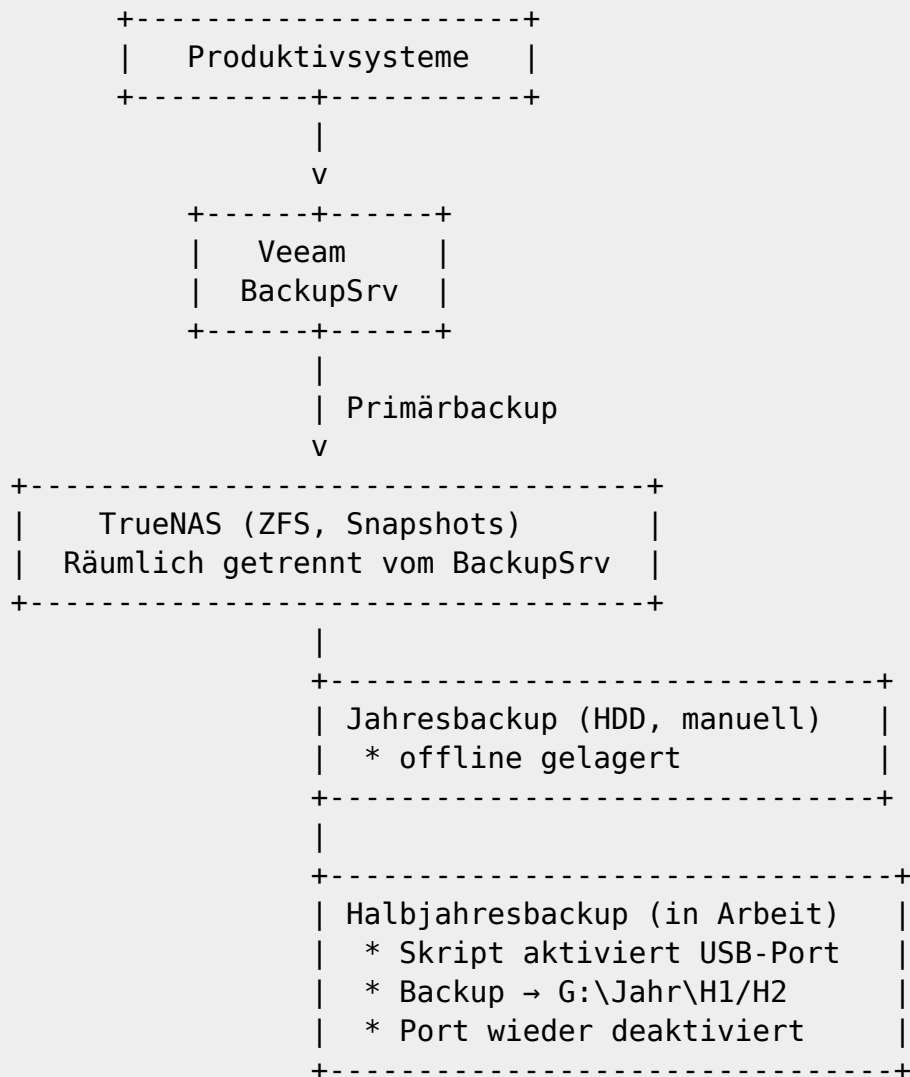 Produktivsysteme
Veeam
BackupSrv
Primärbackup
TrueNAS (ZFS, Snapshots)
Räumlich getrennt vom BackupSrv
Jahresbackup (HDD, manuell)
* offline gelagert
Halbjahresbackup (in Arbeit)
* Skript aktiviert USB-Port
* Backup → G:\Jahr\H1/H2
* Port wieder deaktiviert